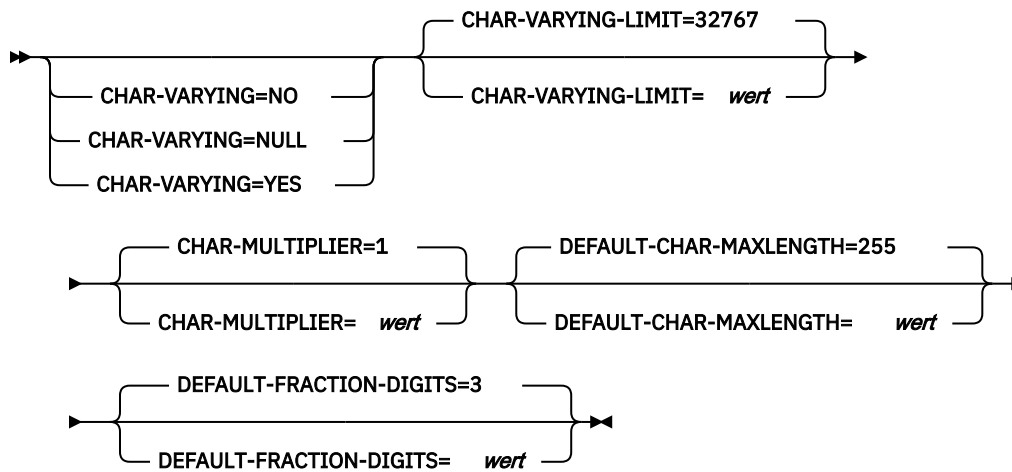 CHAR-VARYING-LIMIT=32767
CHAR-VARYING=NO
CHAR-VARYING-LIMIT= wert
CHAR-VARYING=NULL
CHAR-VARYING=YES
CHAR-MULTIPLIER=1
DEFAULT-CHAR-MAXLENGTH=255
CHAR-MULTIPLIER= wert
DEFAULT-CHAR-MAXLENGTH= wert
DEFAULT-FRACTION-DIGITS=3
DEFAULT-FRACTION-DIGITS= wert